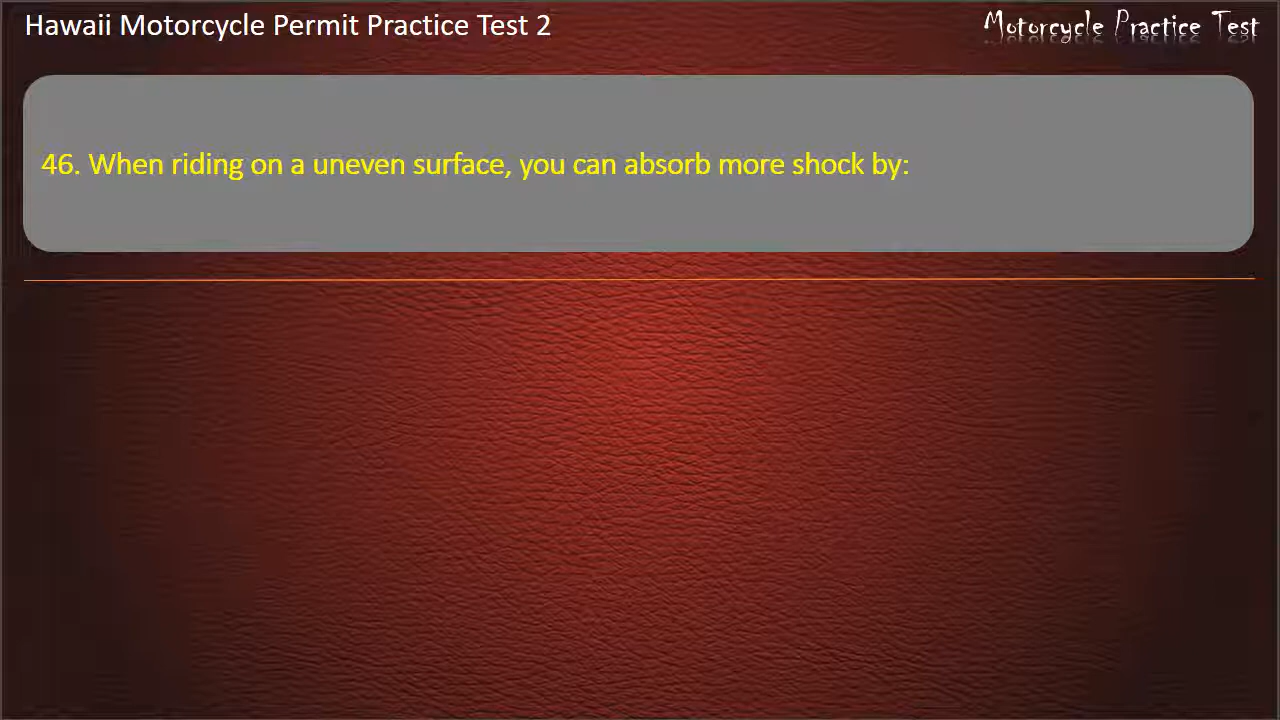 Hawaii Motorcycle Permit Practice Test 2
Motorcycle Practice Test
46. When riding on a uneven surface, you can absorb more shock by: